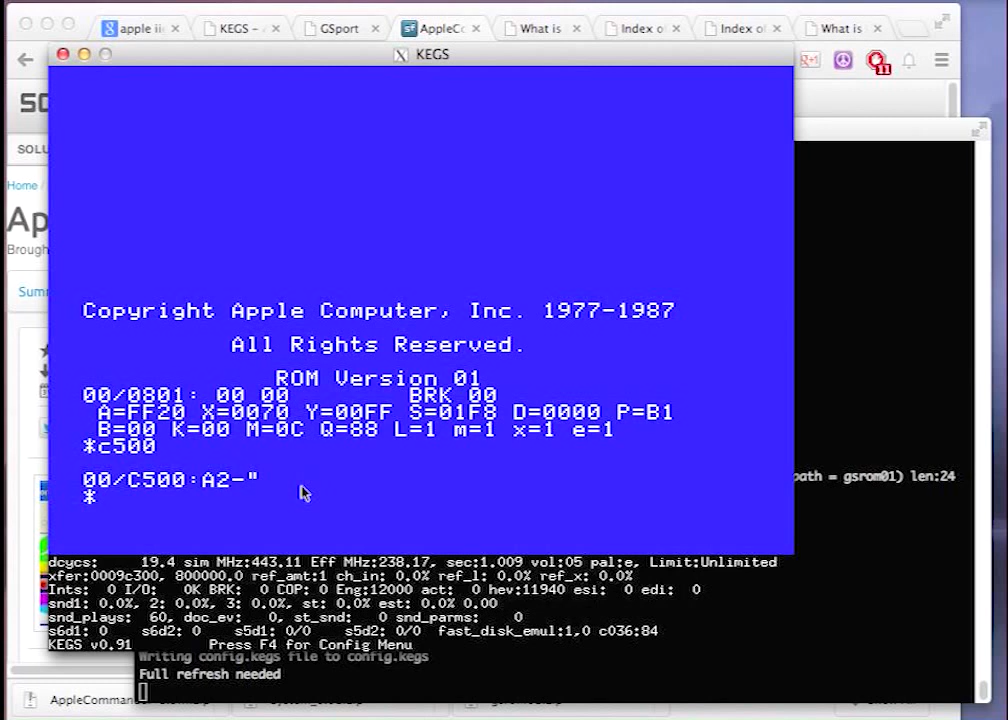 apple ii
KEGS –
GSport
AppleCo
What is
Index of
Index of
What is
KEGS
11
SOLU
Home /
Ap
Brough
Summ
Copyright Apple Computer, Inc. 1977-1987
All Rights Reserved.
ROM Version 01
00/0801: 00 00 BRK 00
A=FF20 X=0070 Y=00FF S=01F8 D=0000 P=B1
B=00 K=00 M=0C Q=88 L=1 m=1 x=1 e=1
*c500
00/C500:A2-"
*
path = gsrom01) len:24
dcycs: 19.4 sim MHz:443.11 Eff MHz:238.17, sec:1.009 vol:05 pal:e, Limit:Unlimited
xfer:0009c300, 800000.0 ref_amt:1 ch_in: 0.0% ref_l: 0.0% ref_x: 0.0%
Ints: 0 I/O: 0K BRK: 0 COP: 0 Eng:12000 act: 0 hev:11940 esi: 0 edi: 0
snd1: 0.0%, 2: 0.0%, 3: 0.0%, st: 0.0% est: 0.0% 0.00
snd_plays: 60, doc_ev: 0, st_snd: 0 snd_parms: 0
s6d1: 0 s6d2: 0 s5d1: 0/0 s5d2: 0/0 fast_disk_emul:1,0 c036:84
KEGS v0.91 Press F4 for Config Menu
Writing config.kegs file to config.kegs
Full refresh needed
AppleComman